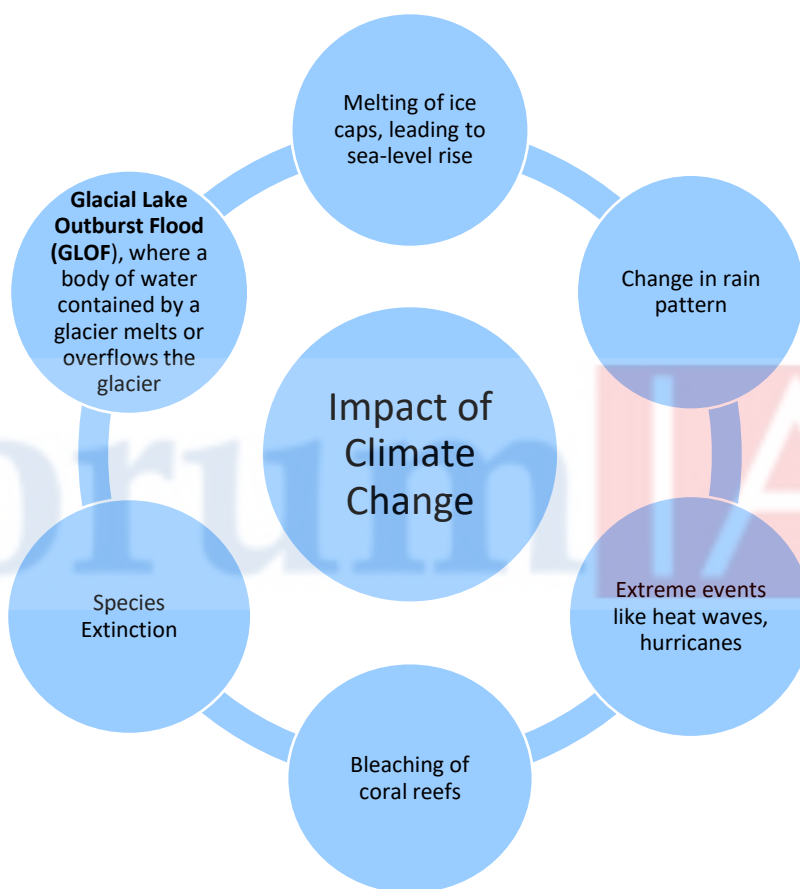 Melting of ice
caps, leading to
sea-level rise
Change in rain
pattern
Extreme events
like heat waves,
hurricanes
Bleaching of
coral reefs
Species
Extinction
Glacial Lake
Outburst Flood
(GLOF), where a
body of water
contained by a
glacier melts or
overflows the
glacier
Impact of
Climate
Change
orumIA